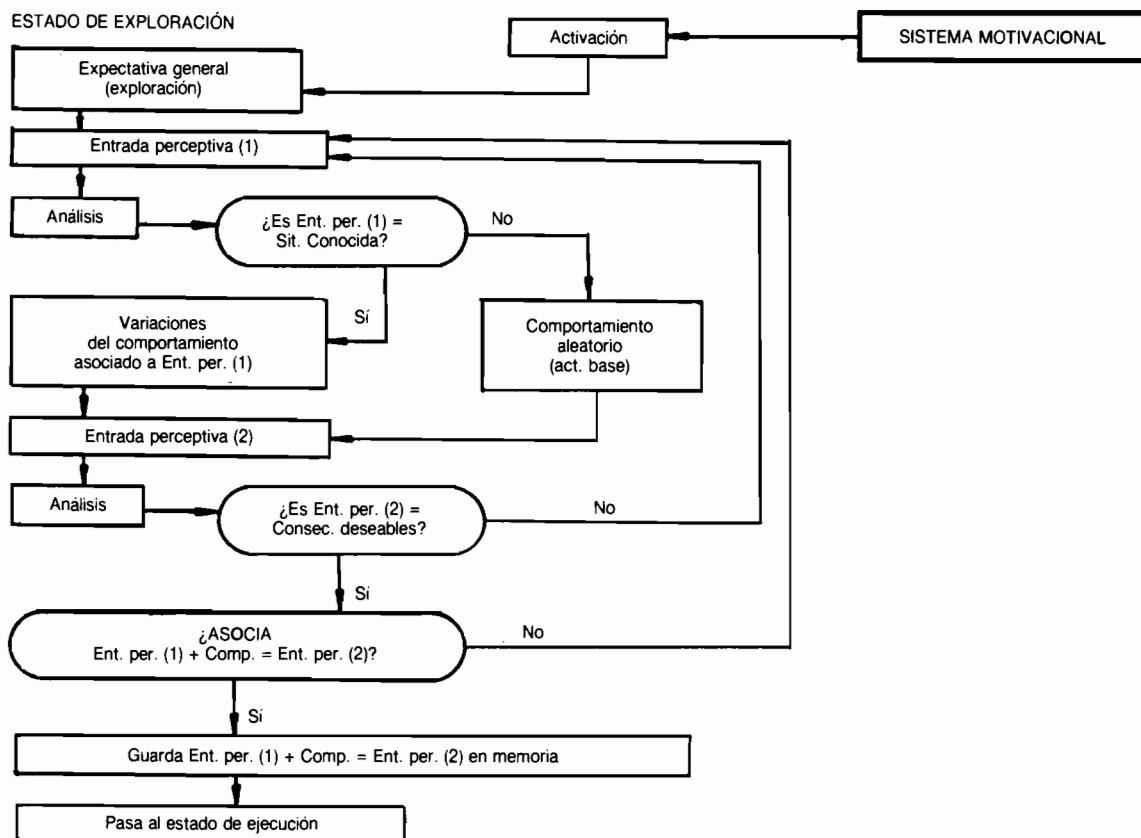 ESTADO DE EXPLORACIÓN
Activación
SISTEMA MOTIVACIONAL
Expectativa general
(exploración)
Entrada perceptiva (1)
Análisis
¿Es Ent. per. (1) =
Sit. Conocida?
No
Sí
Variaciones
del comportamiento
asociado a Ent. per. (1)
Comportamiento
aleatorio
(act. base)
Entrada perceptiva (2)
Análisis
¿Es Ent. per. (2) =
Consec. deseables?
No
Sí
¿ASOCIA
Ent. per. (1) + Comp. = Ent. per. (2)?
No
Sí
Guarda Ent. per. (1) + Comp. = Ent. per. (2) en memoria
Pasa al estado de ejecución